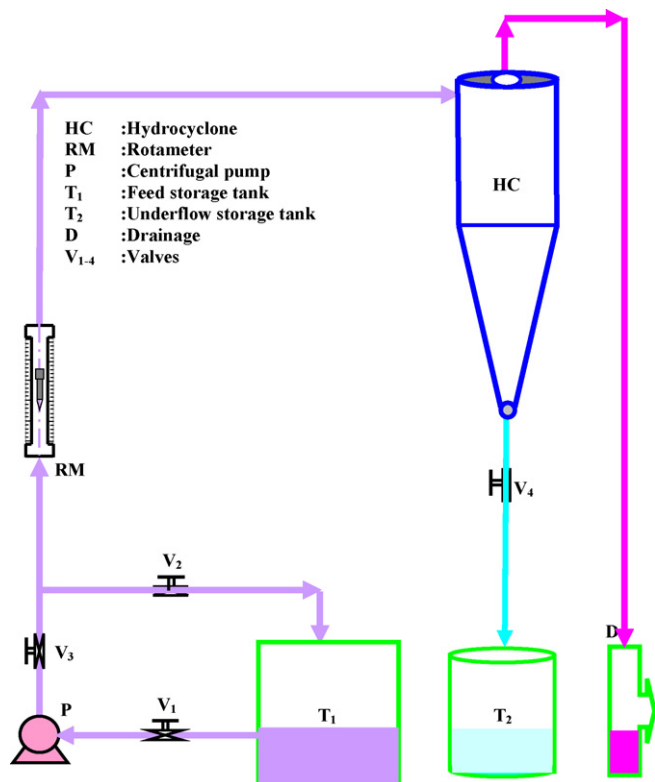 HC :Hydrocyclone
RM :Rotameter
P :Centrifugal pump
T₁ :Feed storage tank
T₂ :Underflow storage tank
D :Drainage
V₁₋₄ :Valves
HC
RM
V₄
V₂
D
V₃
P
V₁
T₁
T₂